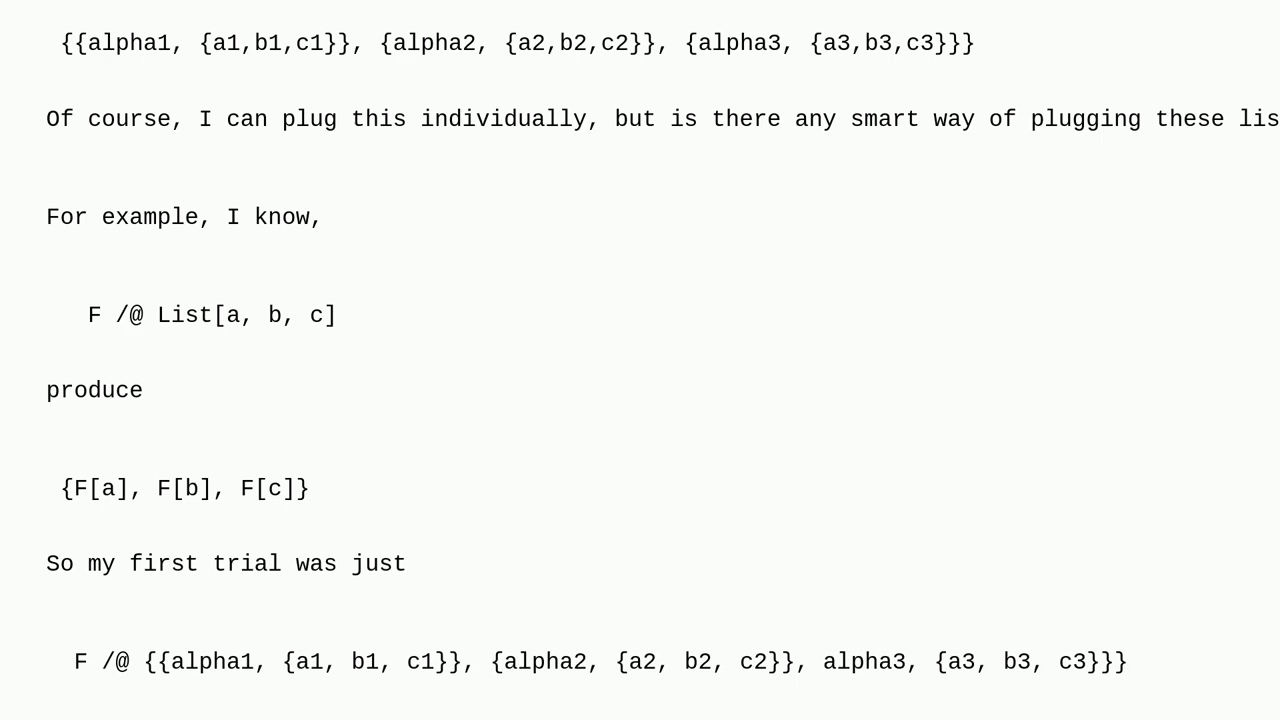 {{alpha1, {a1,b1,c1}}, {alpha2, {a2,b2,c2}}, {alpha3, {a3,b3,c3}}}
Of course, I can plug this individually, but is there any smart way of plugging these lis
For example, I know,
F /@ List[a, b, c]
produce
{F[a], F[b], F[c]}
So my first trial was just
F /@ {{alpha1, {a1, b1, c1}}, {alpha2, {a2, b2, c2}}, alpha3, {a3, b3, c3}}}